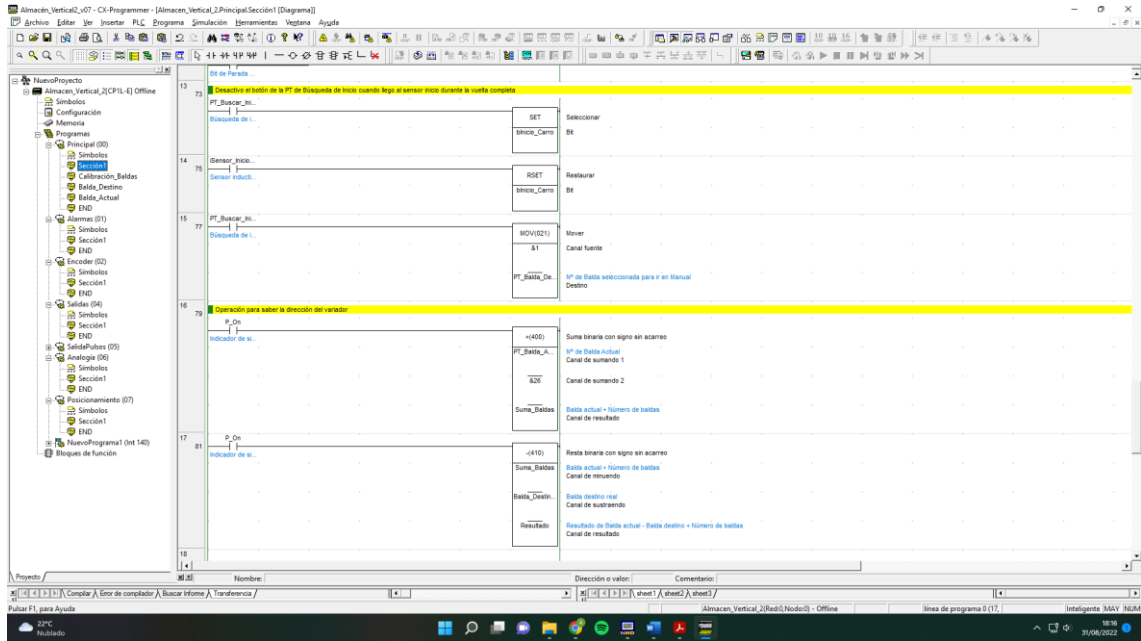 Almacén_Vertical2_v07 - CX-Programmer - [Almacen_Vertical_2.Principal.Sección1 [Diagrama]]
Archivo Editar Ver Insertar PLC Programa Simulación Herramientas Ventana Ayuda
NuevoProyecto
Almacen_Vertical_2[CP1L-E] Offline
Símbolos
Configuración
Memoria
Programas
Principal (00)
Símbolos
Sección1
Calibración_Baldas
Balda_Destino
Balda_Actual
END
Alarmas (01)
Símbolos
Sección1
END
Encoder (02)
Símbolos
Sección1
END
Salidas (04)
Símbolos
Sección1
END
SalidaPulsos (05)
Analogía (06)
Símbolos
Sección1
END
Posicionamiento (07)
Símbolos
Sección1
END
NuevoPrograma1 (Int 140)
Bloques de función
Proyecto
Bit de Parada ...
13
73
Desactivo el botón de la PT de Búsqueda de Inicio cuando llego al sensor inicio durante la vuelta completa
PT_Buscar_Ini...
Búsqueda de i...
SET Seleccionar
bInicio_Carro Bit
14
75
iSensor_Inicio...
Sensor inducti...
RSET Restaurar
bInicio_Carro Bit
15
77
PT_Buscar_Ini...
Búsqueda de i...
MOV(021) Mover
&1 Canal fuente
PT_Balda_De... Nº de Balda seleccionada para ir en Manual
Destino
16
79
Operación para saber la dirección del variador
P_On
Indicador de si...
+(400) Suma binaria con signo sin acarreo
PT_Balda_A... Nº de Balda Actual
Canal de sumando 1
&26 Canal de sumando 2
Suma_Baldas Balda actual + Número de baldas
Canal de resultado
17
81
P_On
Indicador de si...
-(410) Resta binaria con signo sin acarreo
Suma_Baldas Balda actual + Número de baldas
Canal de minuendo
Balda_Destin... Balda destino real
Canal de sustraendo
Resultado Resultado de Balda actual - Balda destino + Número de baldas
Canal de resultado
18
Nombre: Dirección o valor: Comentario:
Compilar Error de compilador Buscar Informe Transferencia
sheet1 sheet2 sheet3
Pulsar F1, para Ayuda
Almacen_Vertical_2(Red:0,Nodo:0) - Offline
línea de programa 0 (17,
Inteligente MAY NUM
22°C
Nublado
18:16
31/08/2022